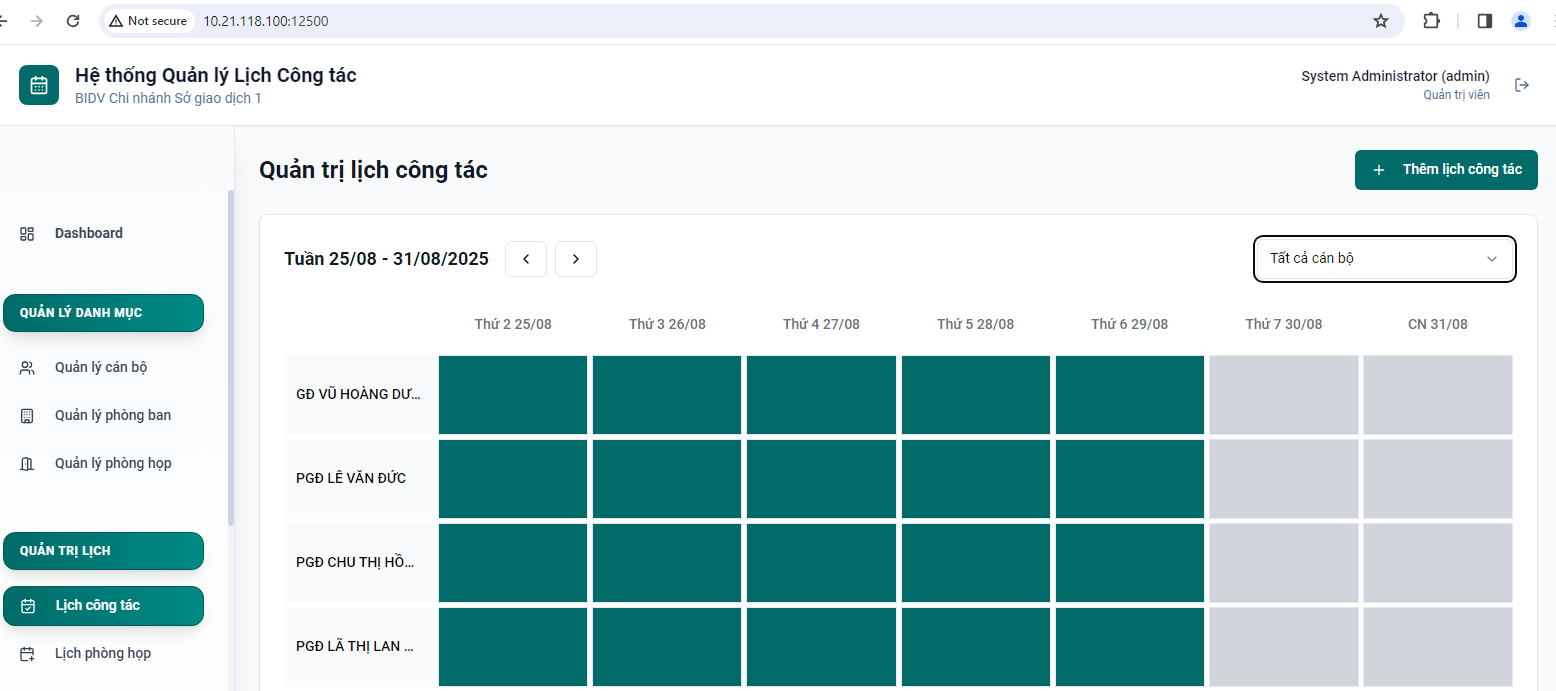 Not secure 10.21.118.100:12500
Hệ thống Quản lý Lịch Công tác
BIDV Chi nhánh Sở giao dịch 1
System Administrator (admin)
Quản trị viên
Dashboard
QUẢN LÝ DANH MỤC
Quản lý cán bộ
Quản lý phòng ban
Quản lý phòng họp
QUẢN TRỊ LỊCH
Lịch công tác
Lịch phòng họp
Quản trị lịch công tác
+ Thêm lịch công tác
Tuần 25/08 - 31/08/2025
Tất cả cán bộ
Thứ 2 25/08 Thứ 3 26/08 Thứ 4 27/08 Thứ 5 28/08 Thứ 6 29/08 Thứ 7 30/08 CN 31/08
GĐ VŨ HOÀNG DƯ...
PGĐ LÊ VĂN ĐỨC
PGĐ CHU THỊ HỒ...
PGĐ LÃ THỊ LAN ...